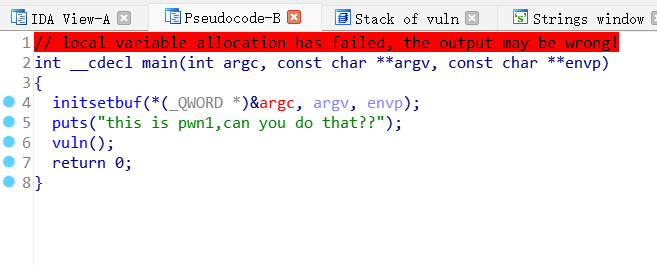 IDA View-A Pseudocode-B Stack of vuln Strings window
1 // local variable allocation has failed, the output may be wrong!
2 int __cdecl main(int argc, const char **argv, const char **envp)
3 {
4 initsetbuf(*(_QWORD *)&argc, argv, envp);
5 puts("this is pwn1,can you do that??");
6 vuln();
7 return 0;
8 }